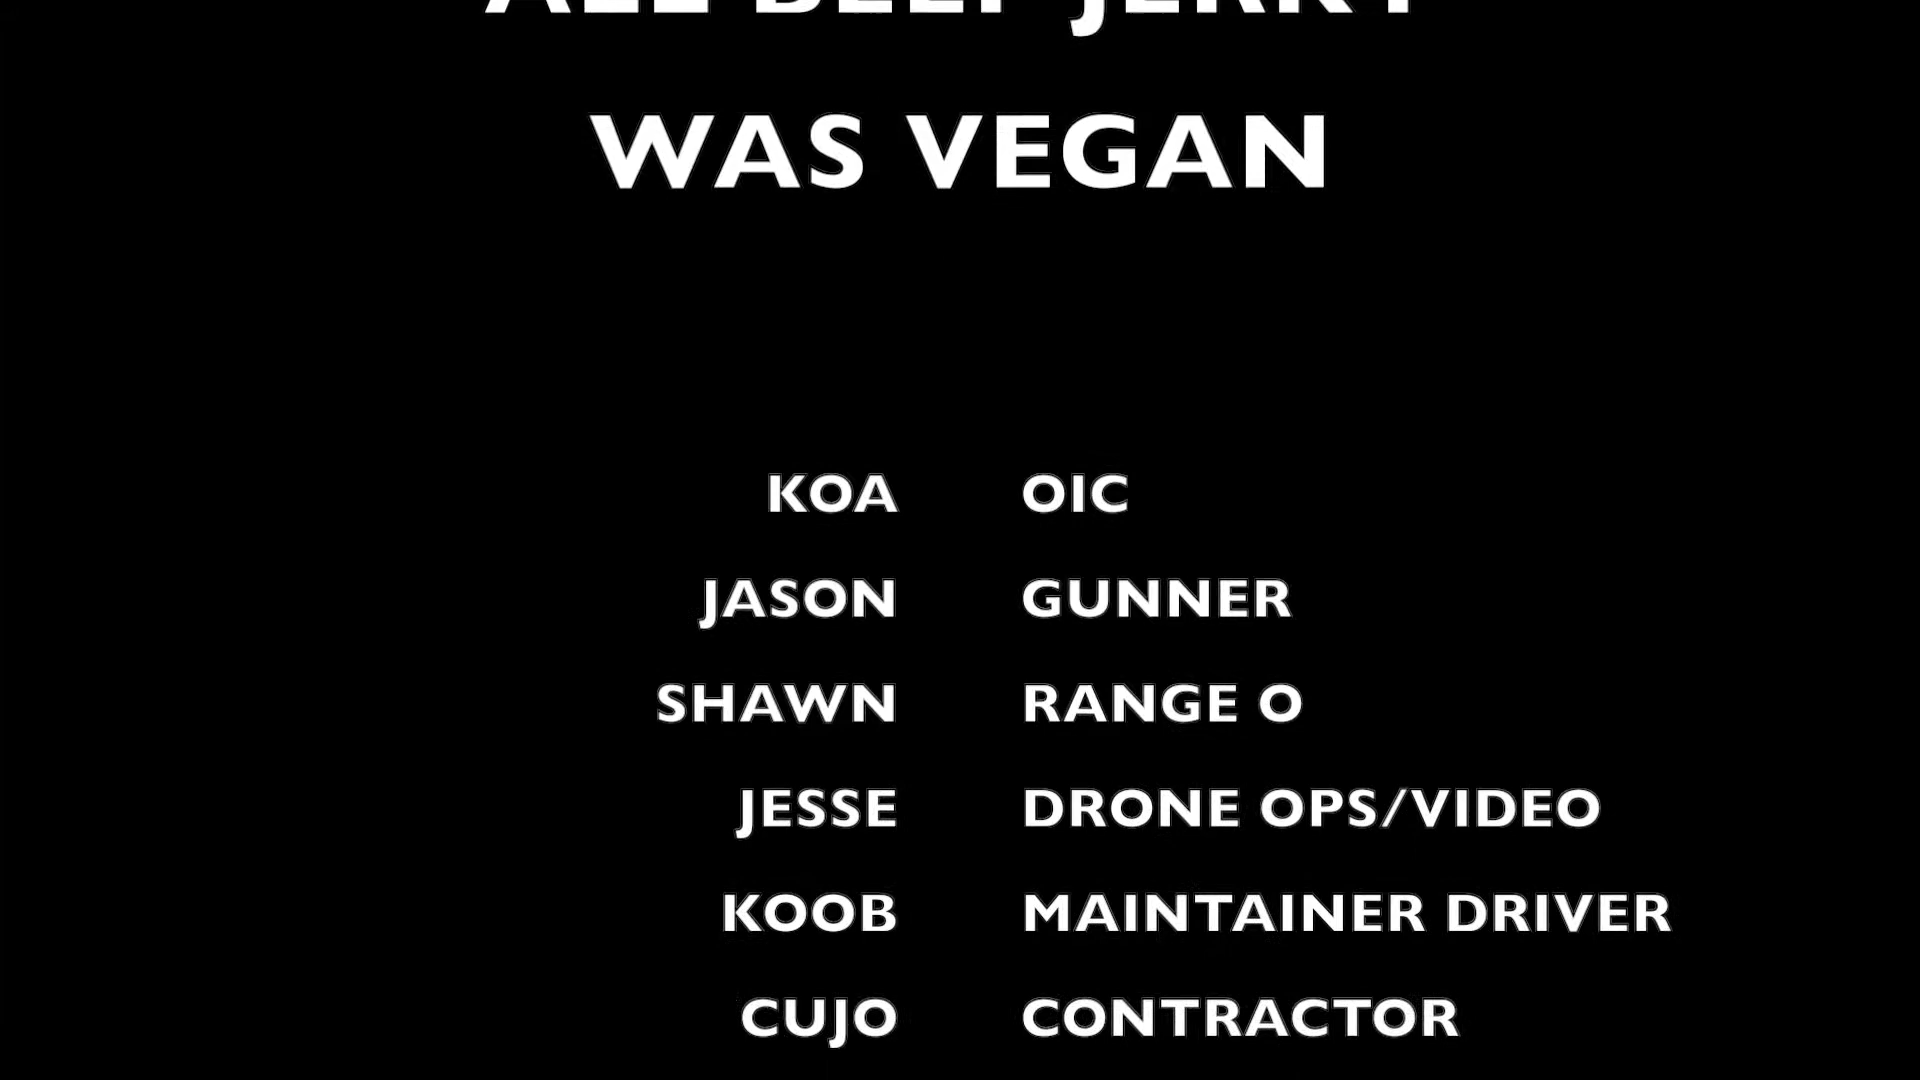 ALL BEEF JERKY
WAS VEGAN
KOA OIC
JASON GUNNER
SHAWN RANGE O
JESSE DRONE OPS/VIDEO
KOOB MAINTAINER DRIVER
CUJO CONTRACTOR